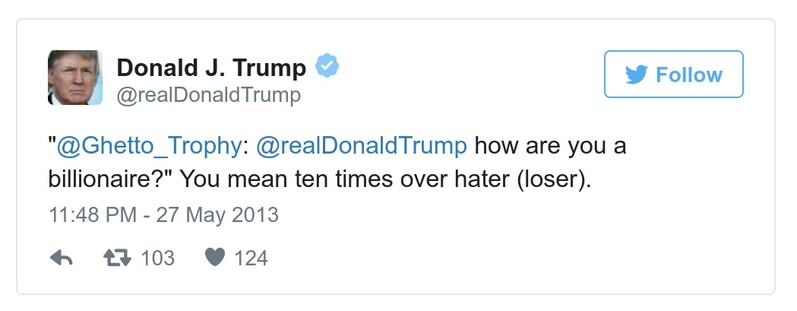 Donald J. Trump
@realDonaldTrump
Follow
"@Ghetto_Trophy: @realDonaldTrump how are you a
billionaire?" You mean ten times over hater (loser).
11:48 PM - 27 May 2013
103 124